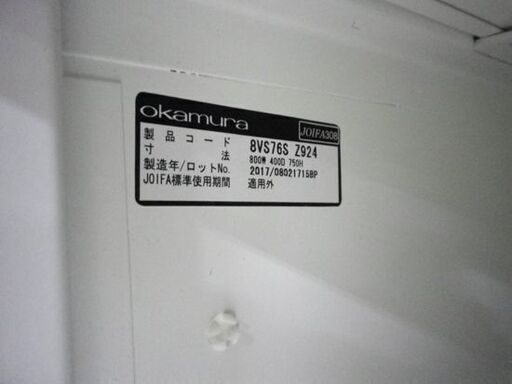 okamura JOIFA308
製品コード 8VS76S Z924
寸法 800W 400D 750H
製造年/ロットNo. 2017/08021715BP
JOIFA標準使用期間 適用外